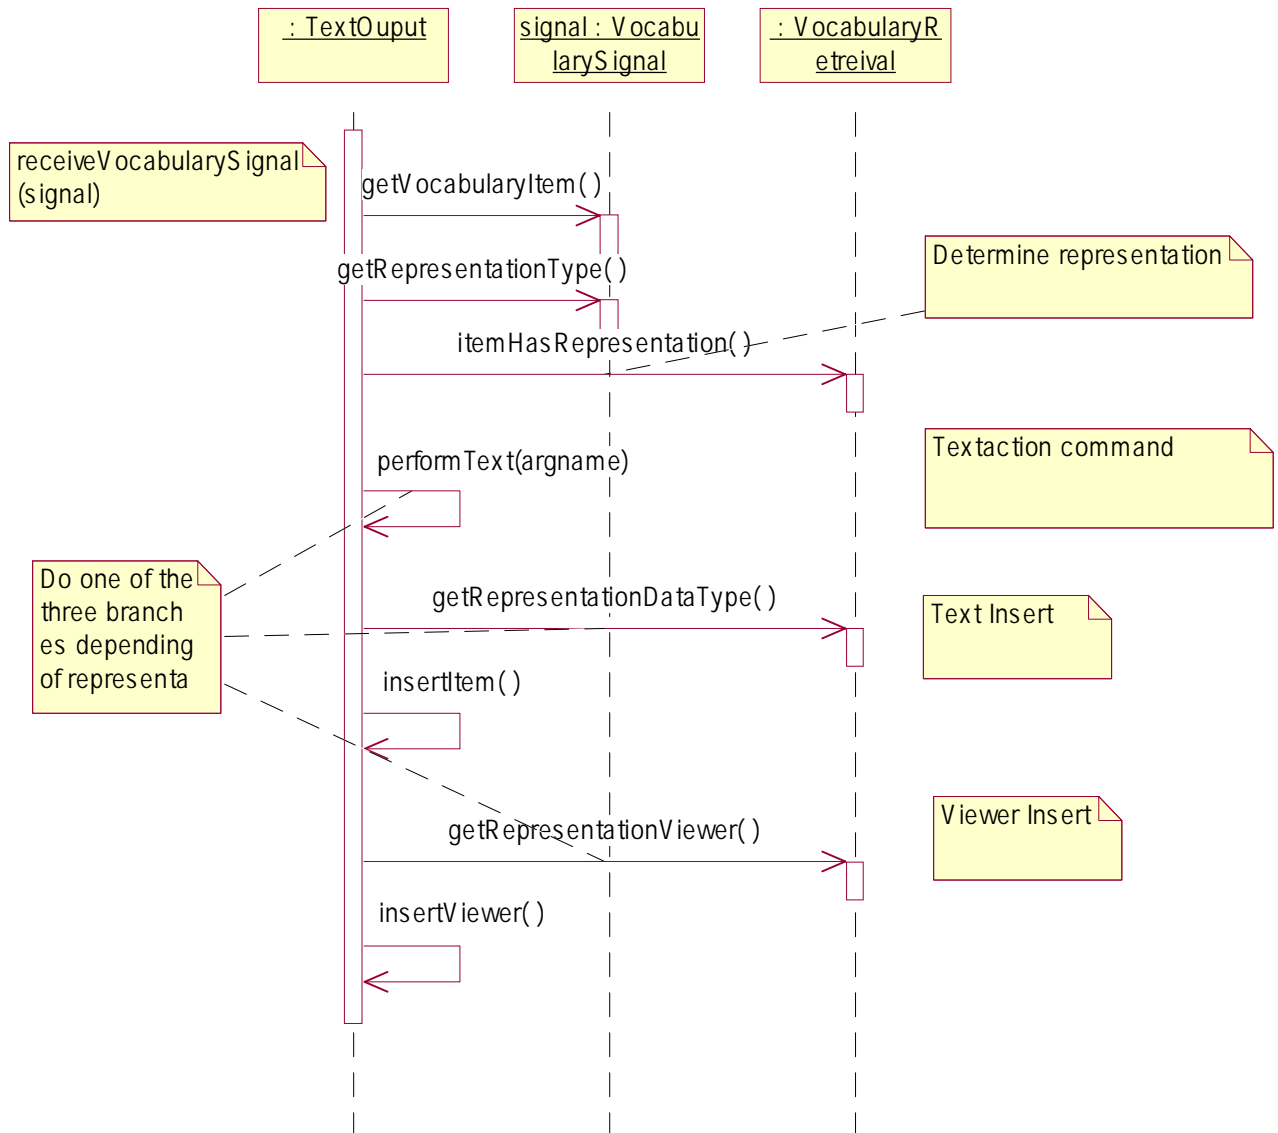 : TextOuput
signal : Vocabu
larySignal
: VocabularyR
etreival
receiveVocabularySignal
(signal)
getVocabularyItem( )
getRepresentationType( )
Determine representation
itemHasRepresentation( )
Textaction command
performText(argname)
Do one of the
three branch
es depending
of representa
getRepresentationDataType( )
Text Insert
insertItem( )
Viewer Insert
getRepresentationViewer( )
insertViewer( )